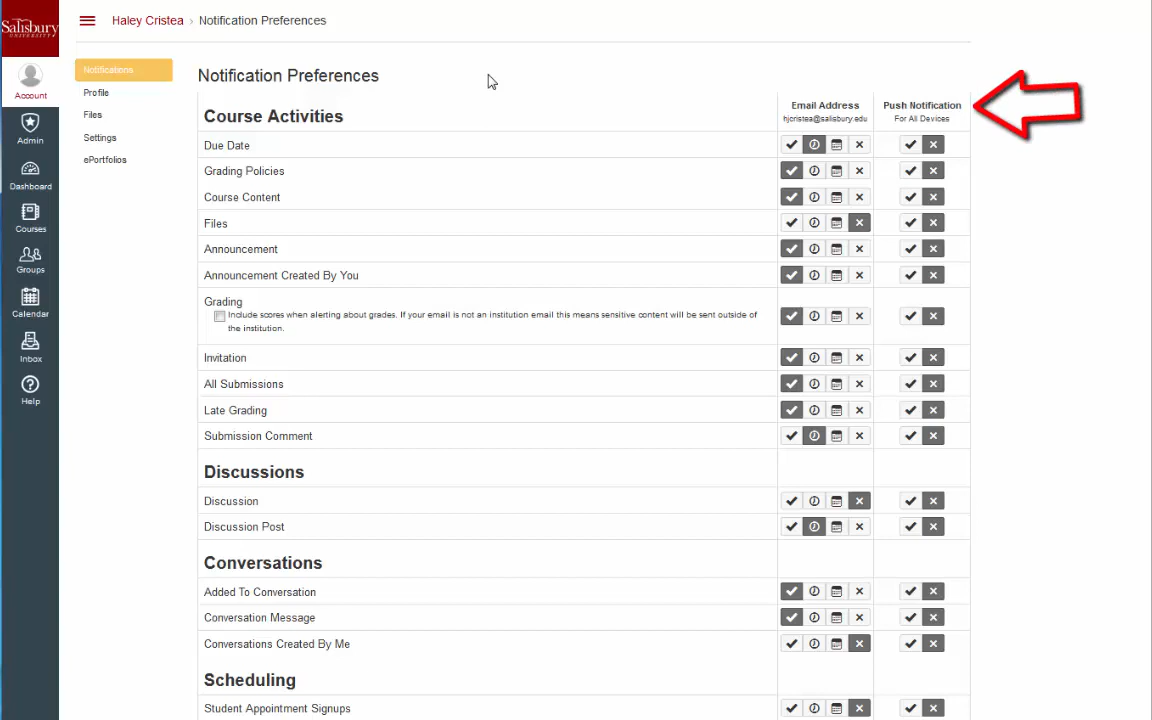 Salisbury
UNIVERSITY
Haley Cristea › Notification Preferences
Account
Admin
Dashboard
Courses
Groups
Calendar
Inbox
Help
Notifications
Profile
Files
Settings
ePortfolios
Notification Preferences
Course Activities
Email Address
hjcristea@salisbury.edu
Push Notification
For All Devices
Due Date
Grading Policies
Course Content
Files
Announcement
Announcement Created By You
Grading
Include scores when alerting about grades. If your email is not an institution email this means sensitive content will be sent outside of
the institution.
Invitation
All Submissions
Late Grading
Submission Comment
Discussions
Discussion
Discussion Post
Conversations
Added To Conversation
Conversation Message
Conversations Created By Me
Scheduling
Student Appointment Signups